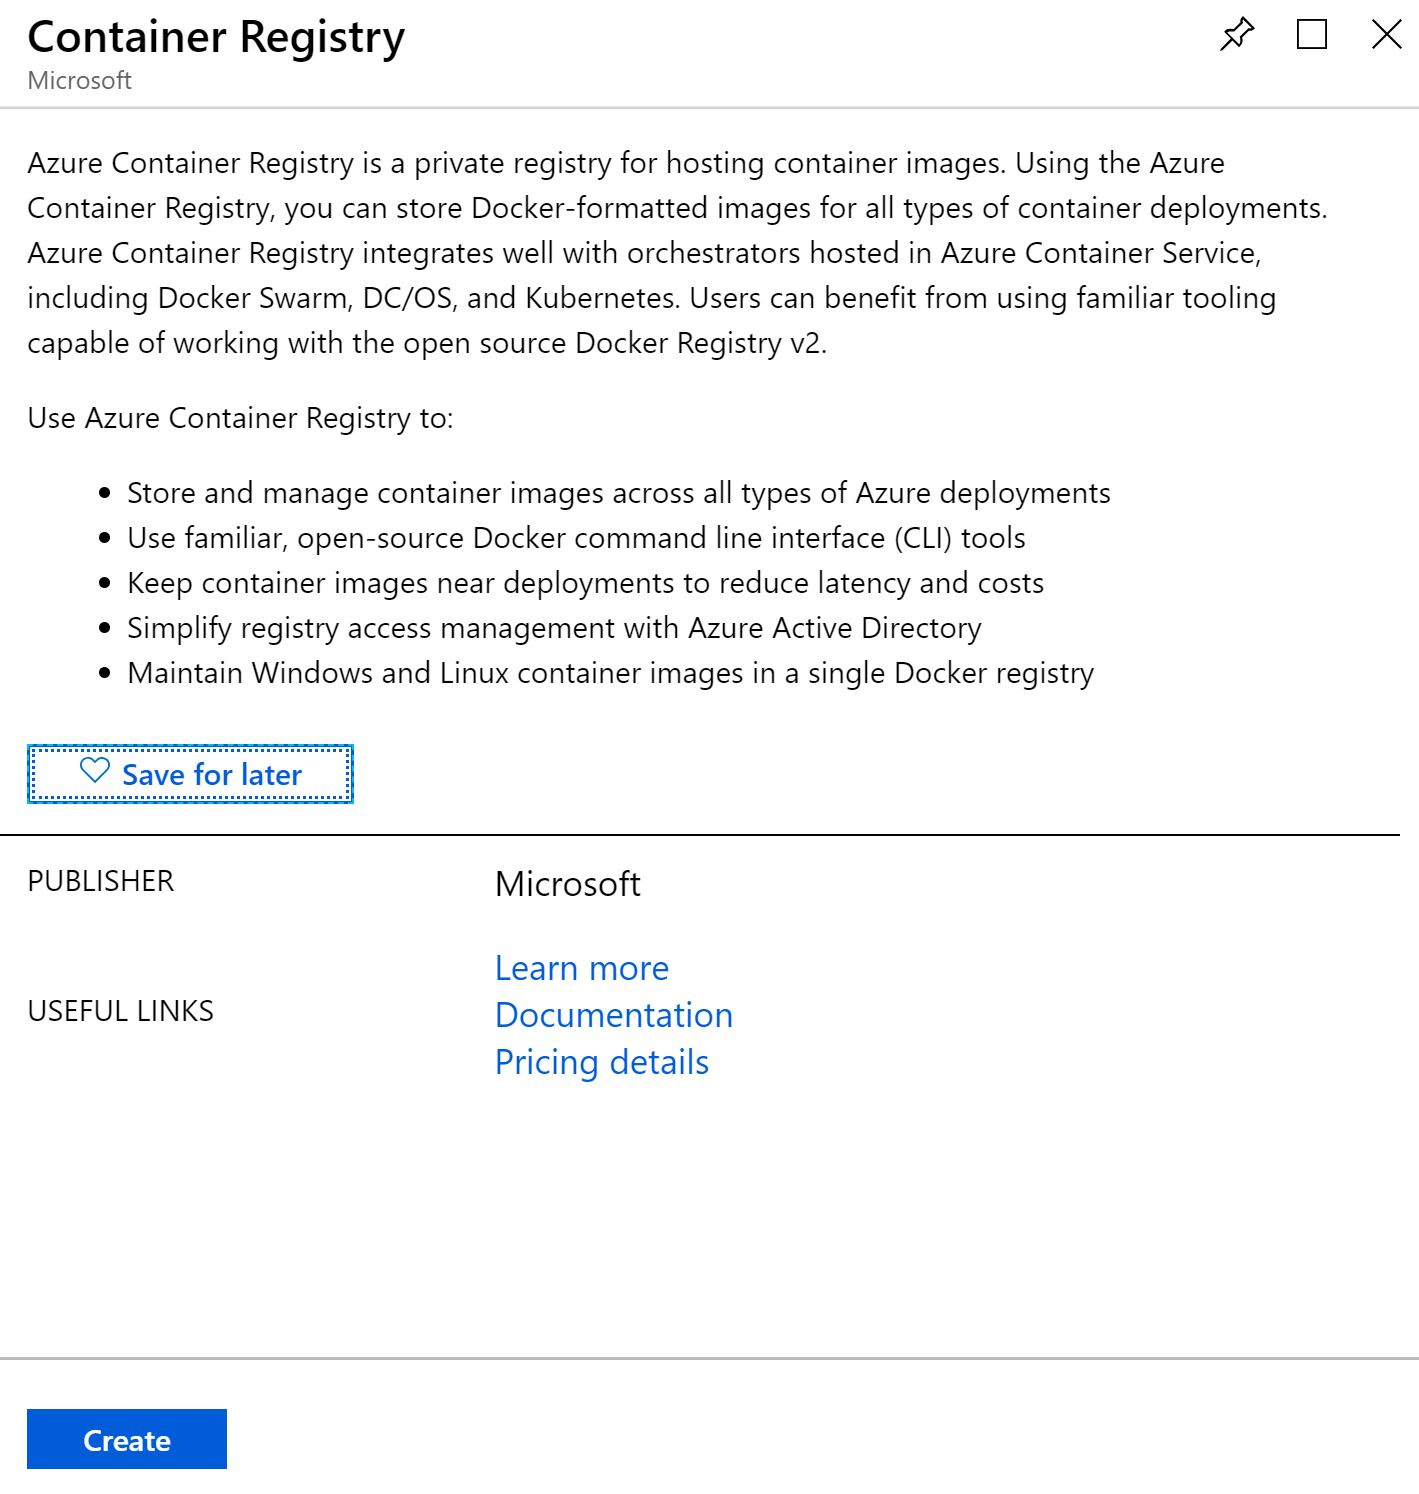 Container Registry
Microsoft
Azure Container Registry is a private registry for hosting container images. Using the Azure
Container Registry, you can store Docker-formatted images for all types of container deployments.
Azure Container Registry integrates well with orchestrators hosted in Azure Container Service,
including Docker Swarm, DC/OS, and Kubernetes. Users can benefit from using familiar tooling
capable of working with the open source Docker Registry v2.
Use Azure Container Registry to:
Store and manage container images across all types of Azure deployments
Use familiar, open-source Docker command line interface (CLI) tools
Keep container images near deployments to reduce latency and costs
Simplify registry access management with Azure Active Directory
Maintain Windows and Linux container images in a single Docker registry
Save for later
PUBLISHER
Microsoft
USEFUL LINKS
Learn more
Documentation
Pricing details
Create